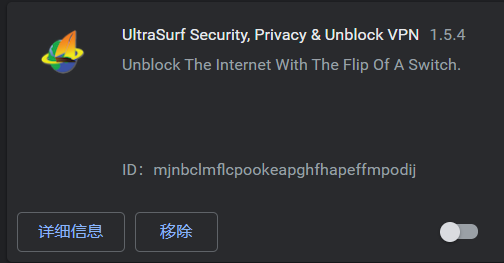 UltraSurf Security, Privacy & Unblock VPN 1.5.4
Unblock The Internet With The Flip Of A Switch.
ID：mjnbclmflcpookeapghfhapeffmpodij
详细信息 移除